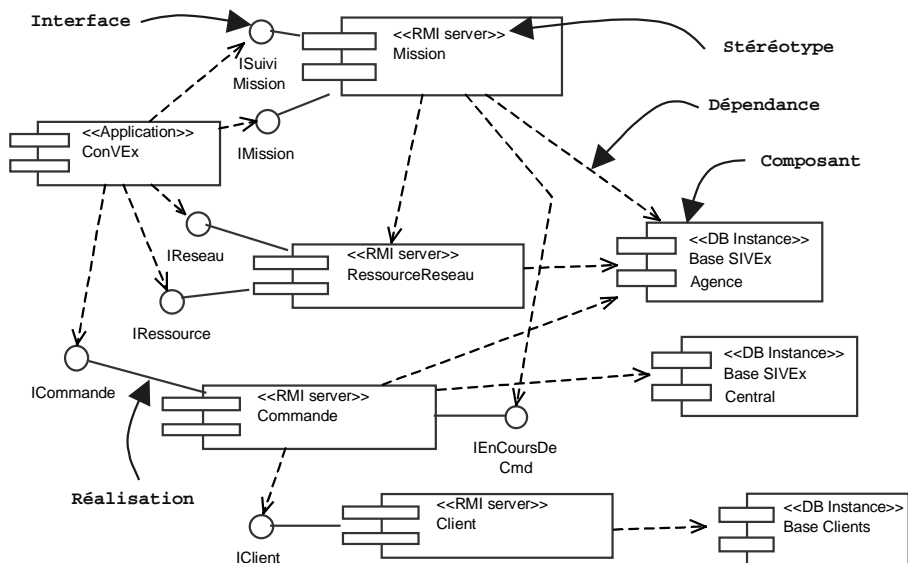 Interface
<<RMI server>>
Mission
Stéréotype
ISuivi
Mission
Dépendance
<<Application>>
ConVEx
IMission
Composant
<<DB Instance>>
Base SIVEx
Agence
IReseau
<<RMI server>>
RessourceReseau
IRessource
<<DB Instance>>
Base SIVEx
Central
ICommande
<<RMI server>>
Commande
IEnCoursDe
Cmd
Réalisation
<<RMI server>>
Client
<<DB Instance>>
Base Clients
IClient